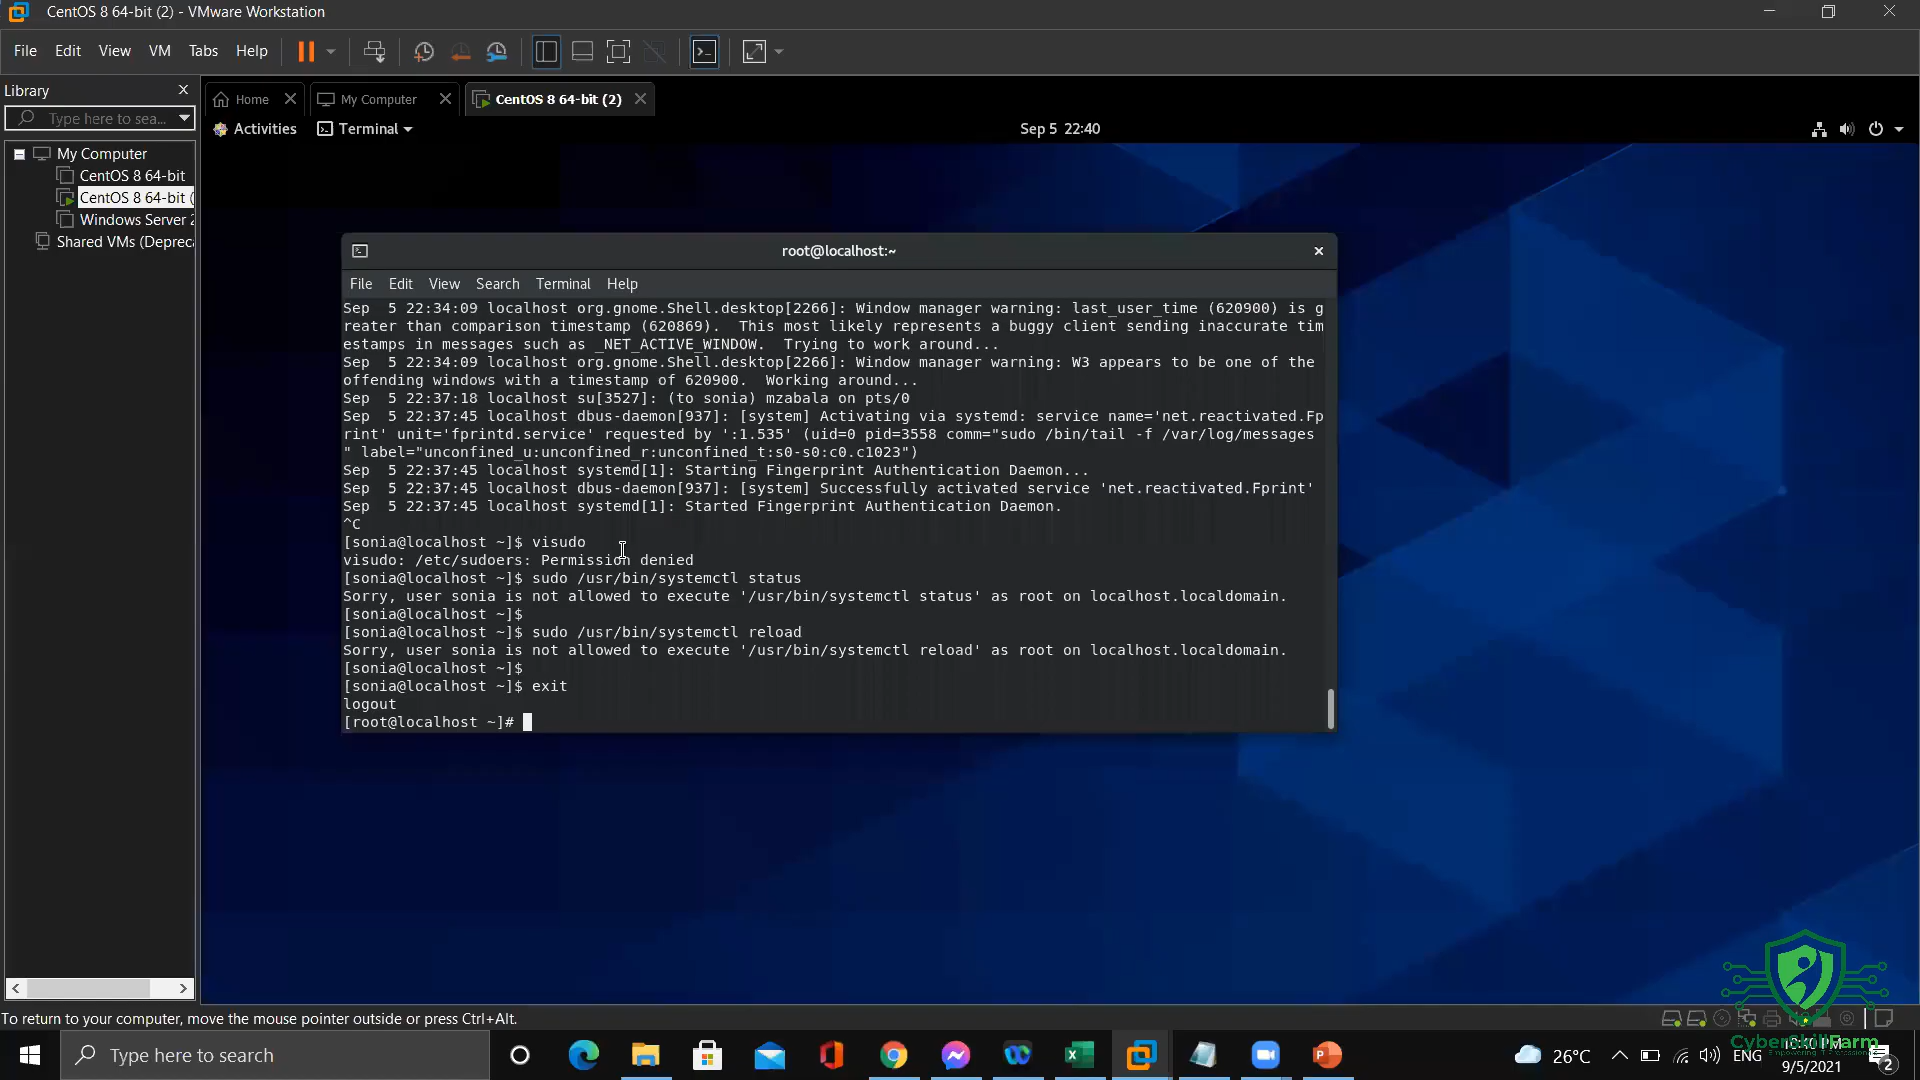 CentOS 8 64-bit (2) - VMware Workstation
File Edit View VM Tabs Help
Library
Type here to sea...
My Computer
CentOS 8 64-bit
CentOS 8 64-bit (
Windows Server 2
Shared VMs (Depreca
Home
My Computer
CentOS 8 64-bit (2)
Activities
Terminal
Sep 5 22:40
root@localhost:~
File Edit View Search Terminal Help
Sep  5 22:34:09 localhost org.gnome.Shell.desktop[2266]: Window manager warning: last_user_time (620900) is g
reater than comparison timestamp (620869).  This most likely represents a buggy client sending inaccurate tim
estamps in messages such as _NET_ACTIVE_WINDOW.  Trying to work around...
Sep  5 22:34:09 localhost org.gnome.Shell.desktop[2266]: Window manager warning: W3 appears to be one of the
offending windows with a timestamp of 620900.  Working around...
Sep  5 22:37:18 localhost su[3527]: (to sonia) mzabala on pts/0
Sep  5 22:37:45 localhost dbus-daemon[937]: [system] Activating via systemd: service name='net.reactivated.Fp
rint' unit='fprintd.service' requested by ':1.535' (uid=0 pid=3558 comm="sudo /bin/tail -f /var/log/messages
" label="unconfined_u:unconfined_r:unconfined_t:s0-s0:c0.c1023")
Sep  5 22:37:45 localhost systemd[1]: Starting Fingerprint Authentication Daemon...
Sep  5 22:37:45 localhost dbus-daemon[937]: [system] Successfully activated service 'net.reactivated.Fprint'
Sep  5 22:37:45 localhost systemd[1]: Started Fingerprint Authentication Daemon.
^C
[sonia@localhost ~]$ visudo
visudo: /etc/sudoers: Permission denied
[sonia@localhost ~]$ sudo /usr/bin/systemctl status
Sorry, user sonia is not allowed to execute '/usr/bin/systemctl status' as root on localhost.localdomain.
[sonia@localhost ~]$
[sonia@localhost ~]$ sudo /usr/bin/systemctl reload
Sorry, user sonia is not allowed to execute '/usr/bin/systemctl reload' as root on localhost.localdomain.
[sonia@localhost ~]$
[sonia@localhost ~]$ exit
logout
[root@localhost ~]#
To return to your computer, move the mouse pointer outside or press Ctrl+Alt.
CyberSkillFarm
Type here to search
26°C
ENG
9/5/2021
2